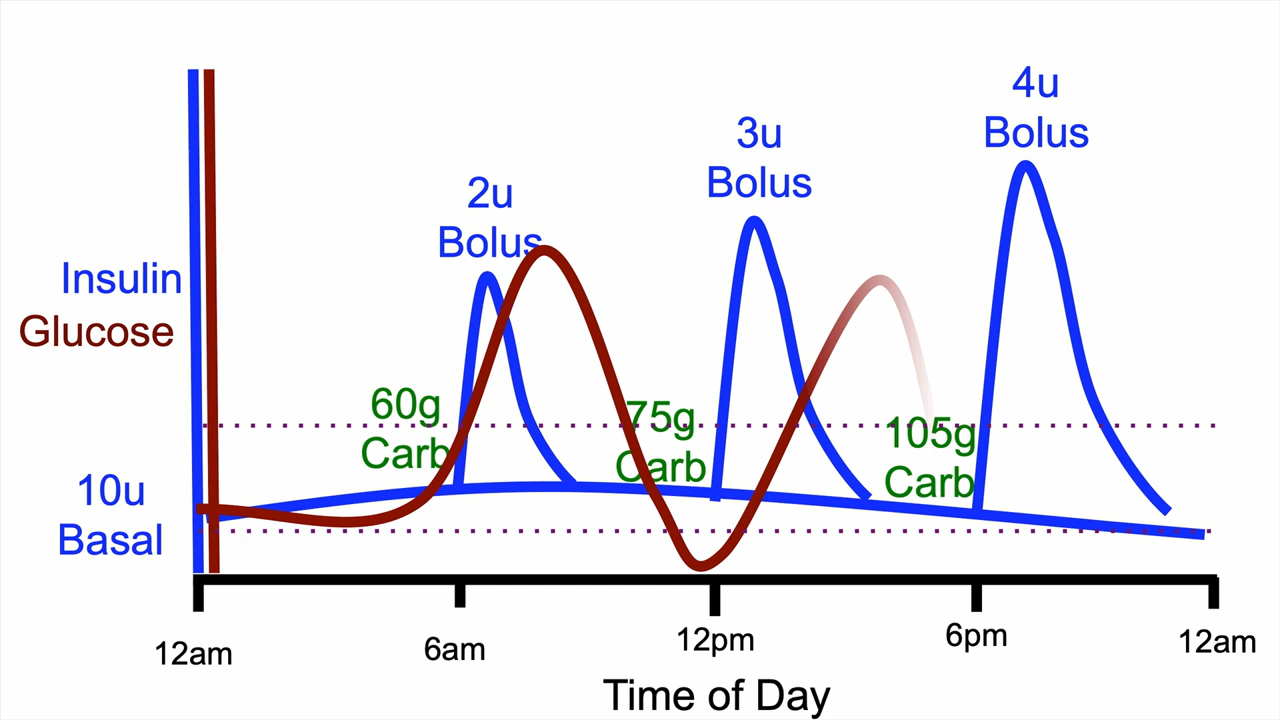 4u
Bolus
3u
Bolus
2u
Bolus
Insulin
Glucose
60g
Carb
75g
Carb
105g
Carb
10u
Basal
12am
6am
12pm
6pm
12am
Time of Day